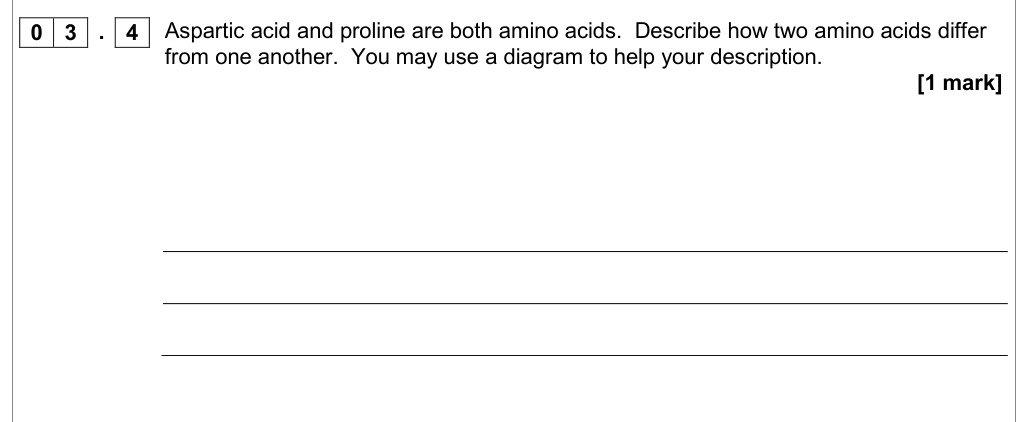 0 3 . 4 Aspartic acid and proline are both amino acids. Describe how two amino acids differ
from one another. You may use a diagram to help your description.
[1 mark]